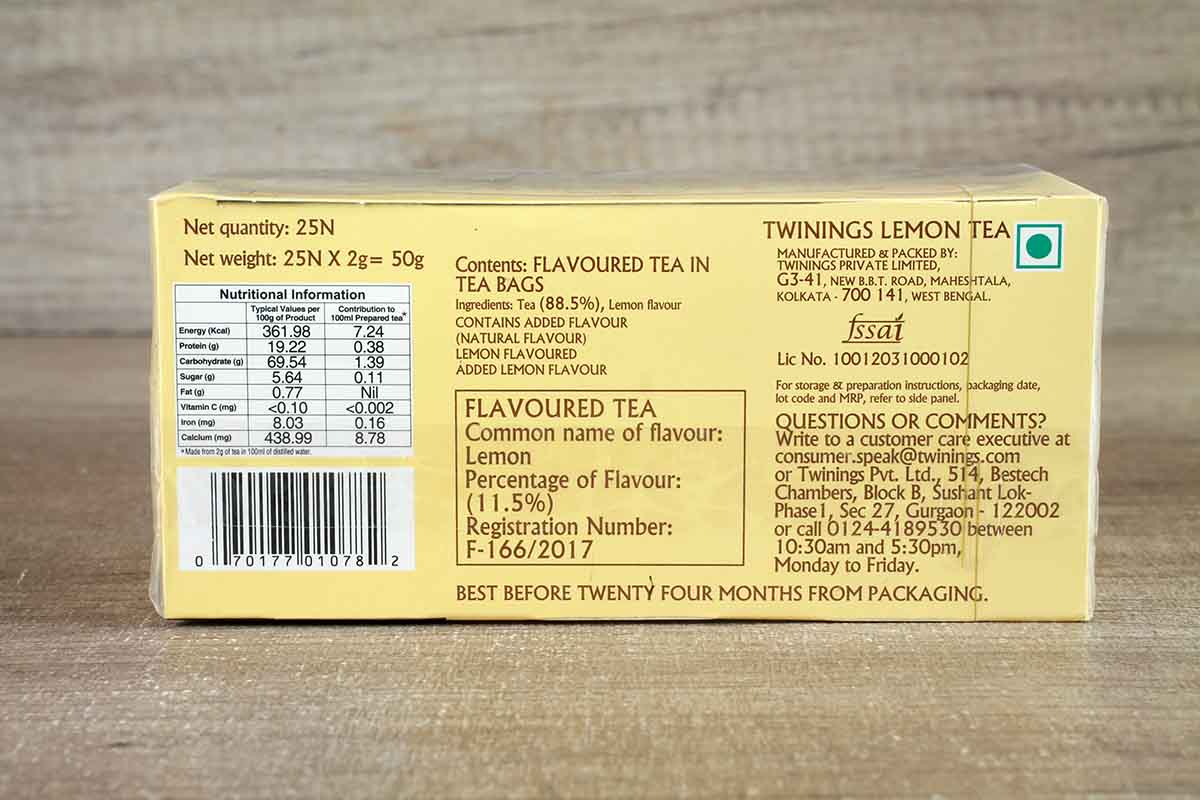 Net quantity: 25N
Net weight: 25N X 2g= 50g
Nutritional Information
Typical Values per 100g of Product Contribution to 100ml Prepared tea*
Energy (Kcal) 361.98 7.24
Protein (g) 19.22 0.38
Carbohydrate (g) 69.54 1.39
Sugar (g) 5.64 0.11
Fat (g) 0.77 Nil
Vitamin C (mg) <0.10 <0.002
Iron (mg) 8.03 0.16
Calcium (mg) 438.99 8.78
*Made from 2g of tea in 100ml of distilled water.
0 70177 01078 2
Contents: FLAVOURED TEA IN
TEA BAGS
Ingredients: Tea (88.5%), Lemon flavour
CONTAINS ADDED FLAVOUR
(NATURAL FLAVOUR)
LEMON FLAVOURED
ADDED LEMON FLAVOUR
FLAVOURED TEA
Common name of flavour:
Lemon
Percentage of Flavour:
(11.5%)
Registration Number:
F-166/2017
BEST BEFORE TWENTY FOUR MONTHS FROM PACKAGING.
TWININGS LEMON TEA
MANUFACTURED & PACKED BY:
TWININGS PRIVATE LIMITED,
G3-41, NEW B.B.T. ROAD, MAHESHTALA,
KOLKATA - 700 141, WEST BENGAL.
fssai
Lic No. 10012031000102
For storage & preparation instructions, packaging date,
lot code and MRP, refer to side panel.
QUESTIONS OR COMMENTS?
Write to a customer care executive at
consumer.speak@twinings.com
or Twinings Pvt. Ltd., 514, Bestech
Chambers, Block B, Sushant Lok-
Phase1, Sec 27, Gurgaon - 122002
or call 0124-4189530 between
10:30am and 5:30pm,
Monday to Friday.